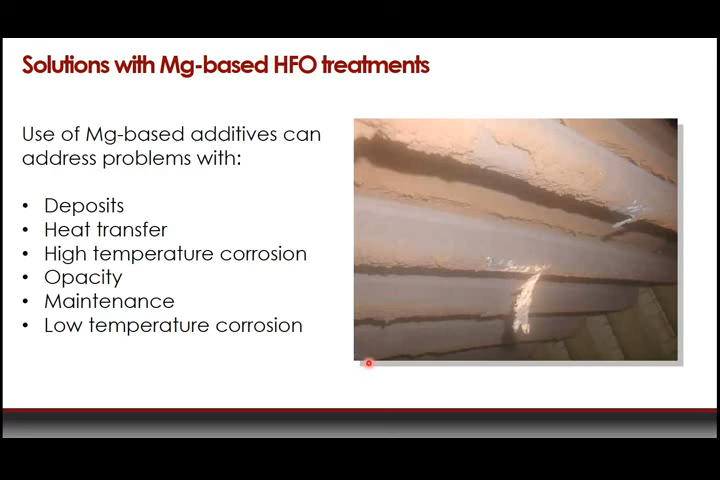 Solutions with Mg-based HFO treatments
Use of Mg-based additives can
address problems with:
• Deposits
• Heat transfer
• High temperature corrosion
• Opacity
• Maintenance
• Low temperature corrosion